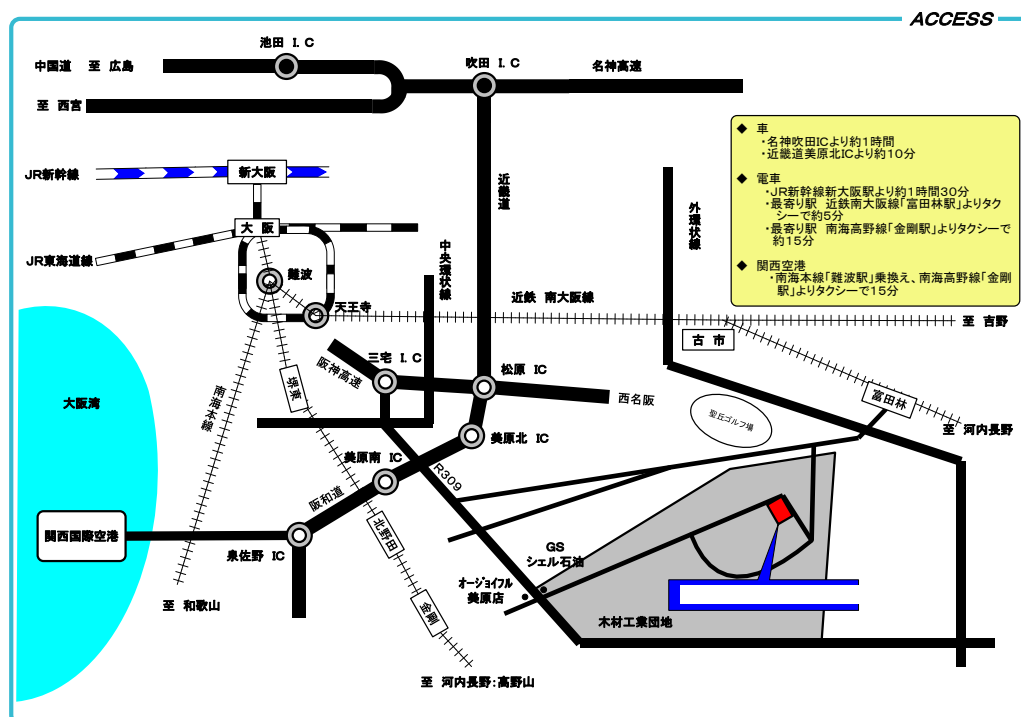 ACCESS
池田 I.C
中国道 至 広島
吹田 I.C
名神高速
至 西宮
◆ 車
・名神吹田ICより約1時間
・近畿道美原北ICより約10分
◆ 電車
・JR新幹線新大阪駅より約1時間30分
・最寄り駅 近鉄南大阪線「富田林駅」よりタク
シーで約5分
・最寄り駅 南海高野線「金剛駅」よりタクシーで
約15分
◆ 関西空港
・南海本線「難波駅」乗換え、南海高野線「金剛
駅」よりタクシーで15分
JR新幹線
新大阪
近畿道
外環状線
大 阪
JR東海道線
中央環状線
難波
天王寺
近鉄 南大阪線
至 吉野
古市
三宅 I.C
阪神高速
松原 IC
西名阪
堺東
南海本線
大阪湾
富田林
聖丘ゴルフ場
至 河内長野
美原北 IC
美原南 IC
R309
阪和道
北野田
関西国際空港
泉佐野 IC
GS
シェル石油
オージョイフル
美原店
金剛
至 和歌山
木材工業団地
至 河内長野:高野山